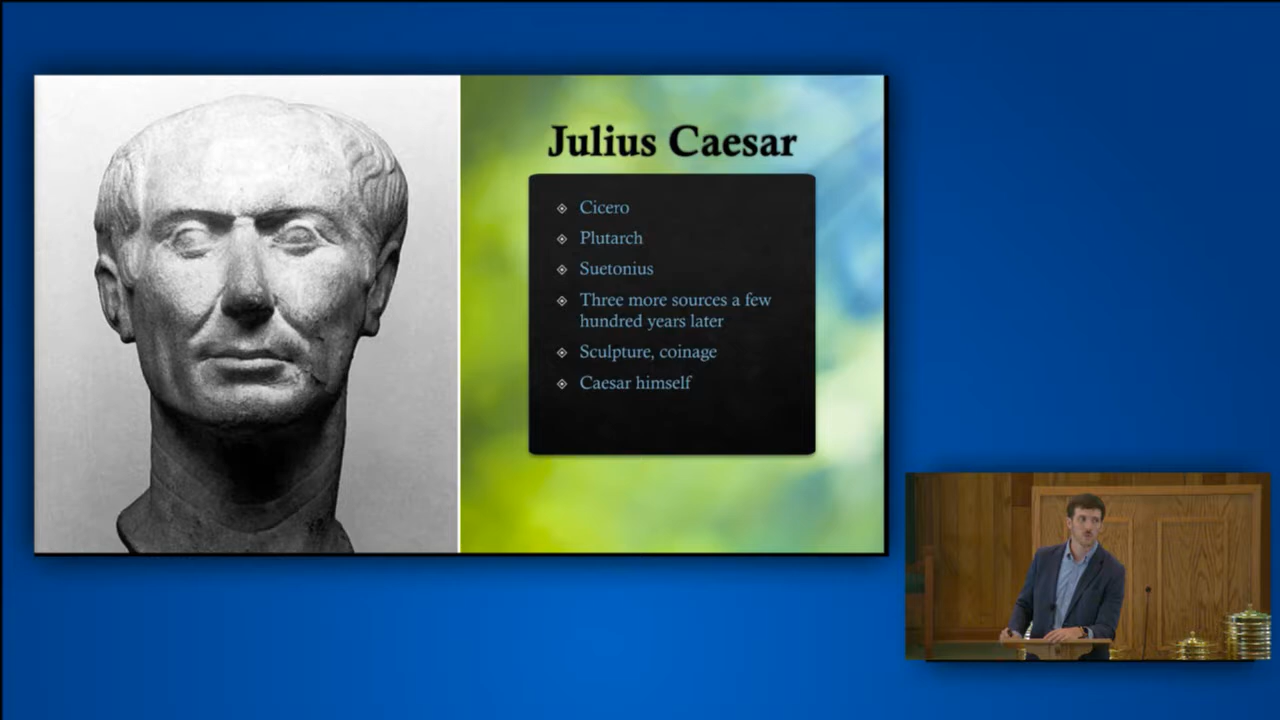 Julius Caesar
Cicero
Plutarch
Suetonius
Three more sources a few
hundred years later
Sculpture, coinage
Caesar himself